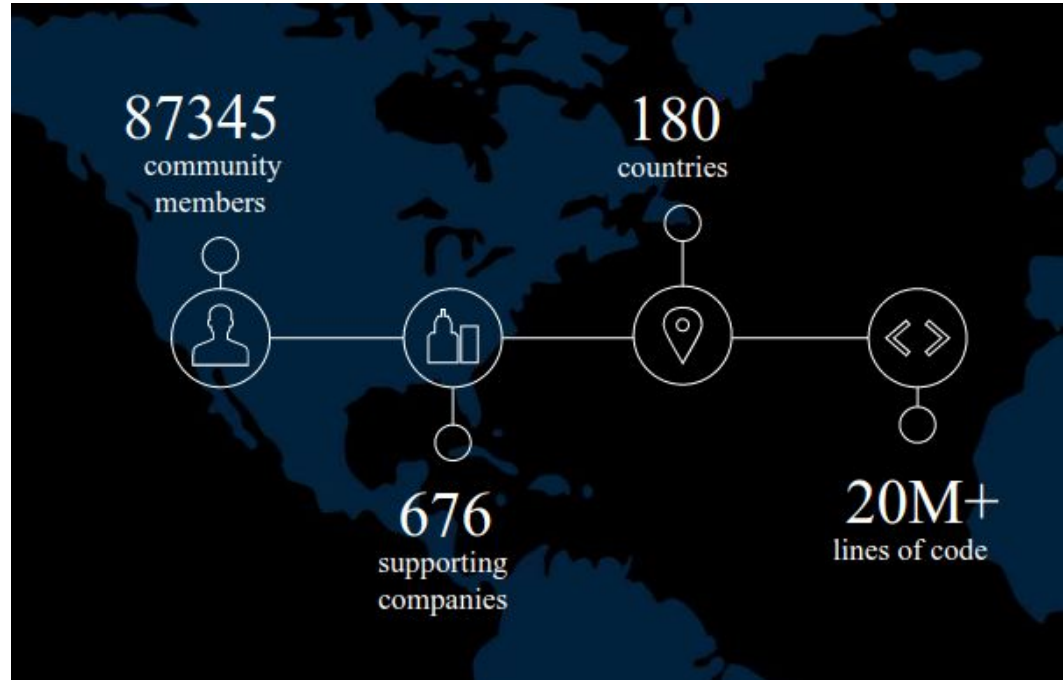 87345
community
members
676
supporting
companies
180
countries
20M+
lines of code